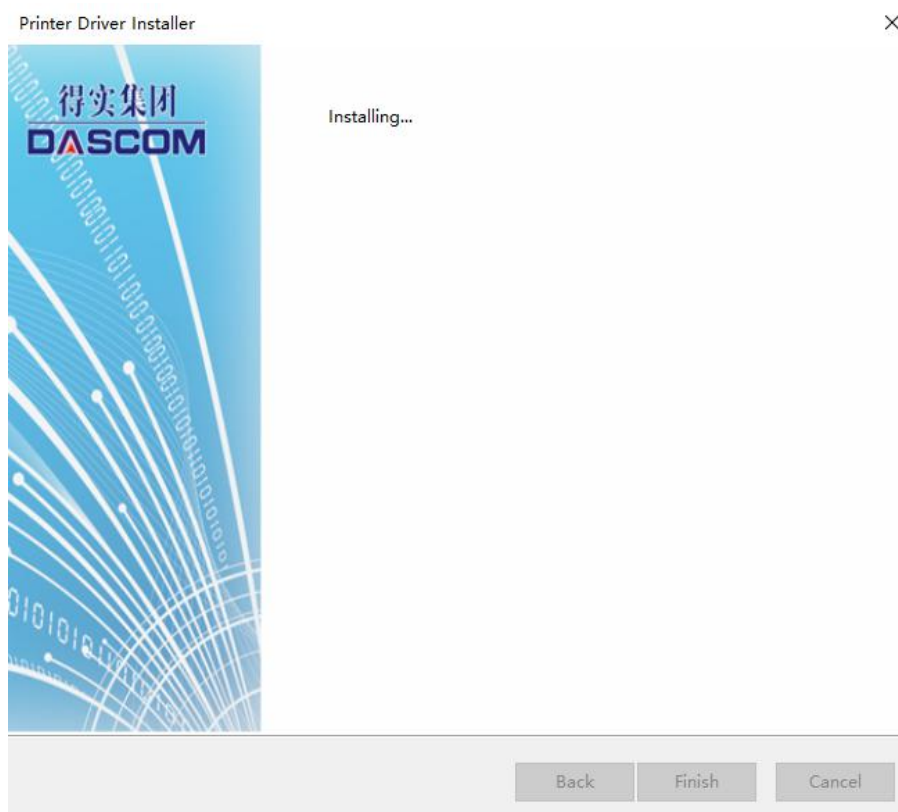 Printer Driver Installer
得实集团
DASCOM
Installing...
Back
Finish
Cancel